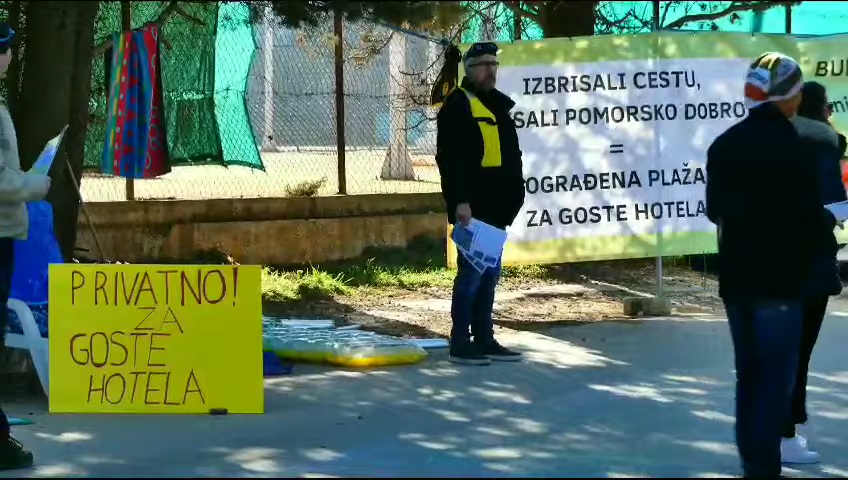 PRIVATNO!
ZA
GOSTE
HOTELA
IZBRISALI CESTU,
SALI POMORSKO DOBRO
=
OGRAĐENA PLAŽA
ZA GOSTE HOTELA
BU